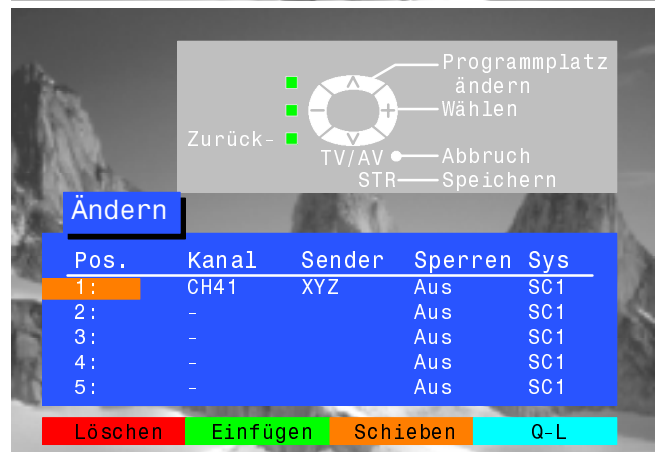 Programmplatz
ändern
Wählen
Zurück-
TV/AV Abbruch
STR Speichern
Ändern
Pos. Kanal Sender Sperren Sys
1: CH41 XYZ Aus SC1
2: - Aus SC1
3: - Aus SC1
4: - Aus SC1
5: - Aus SC1
Löschen Einfügen Schieben Q-L